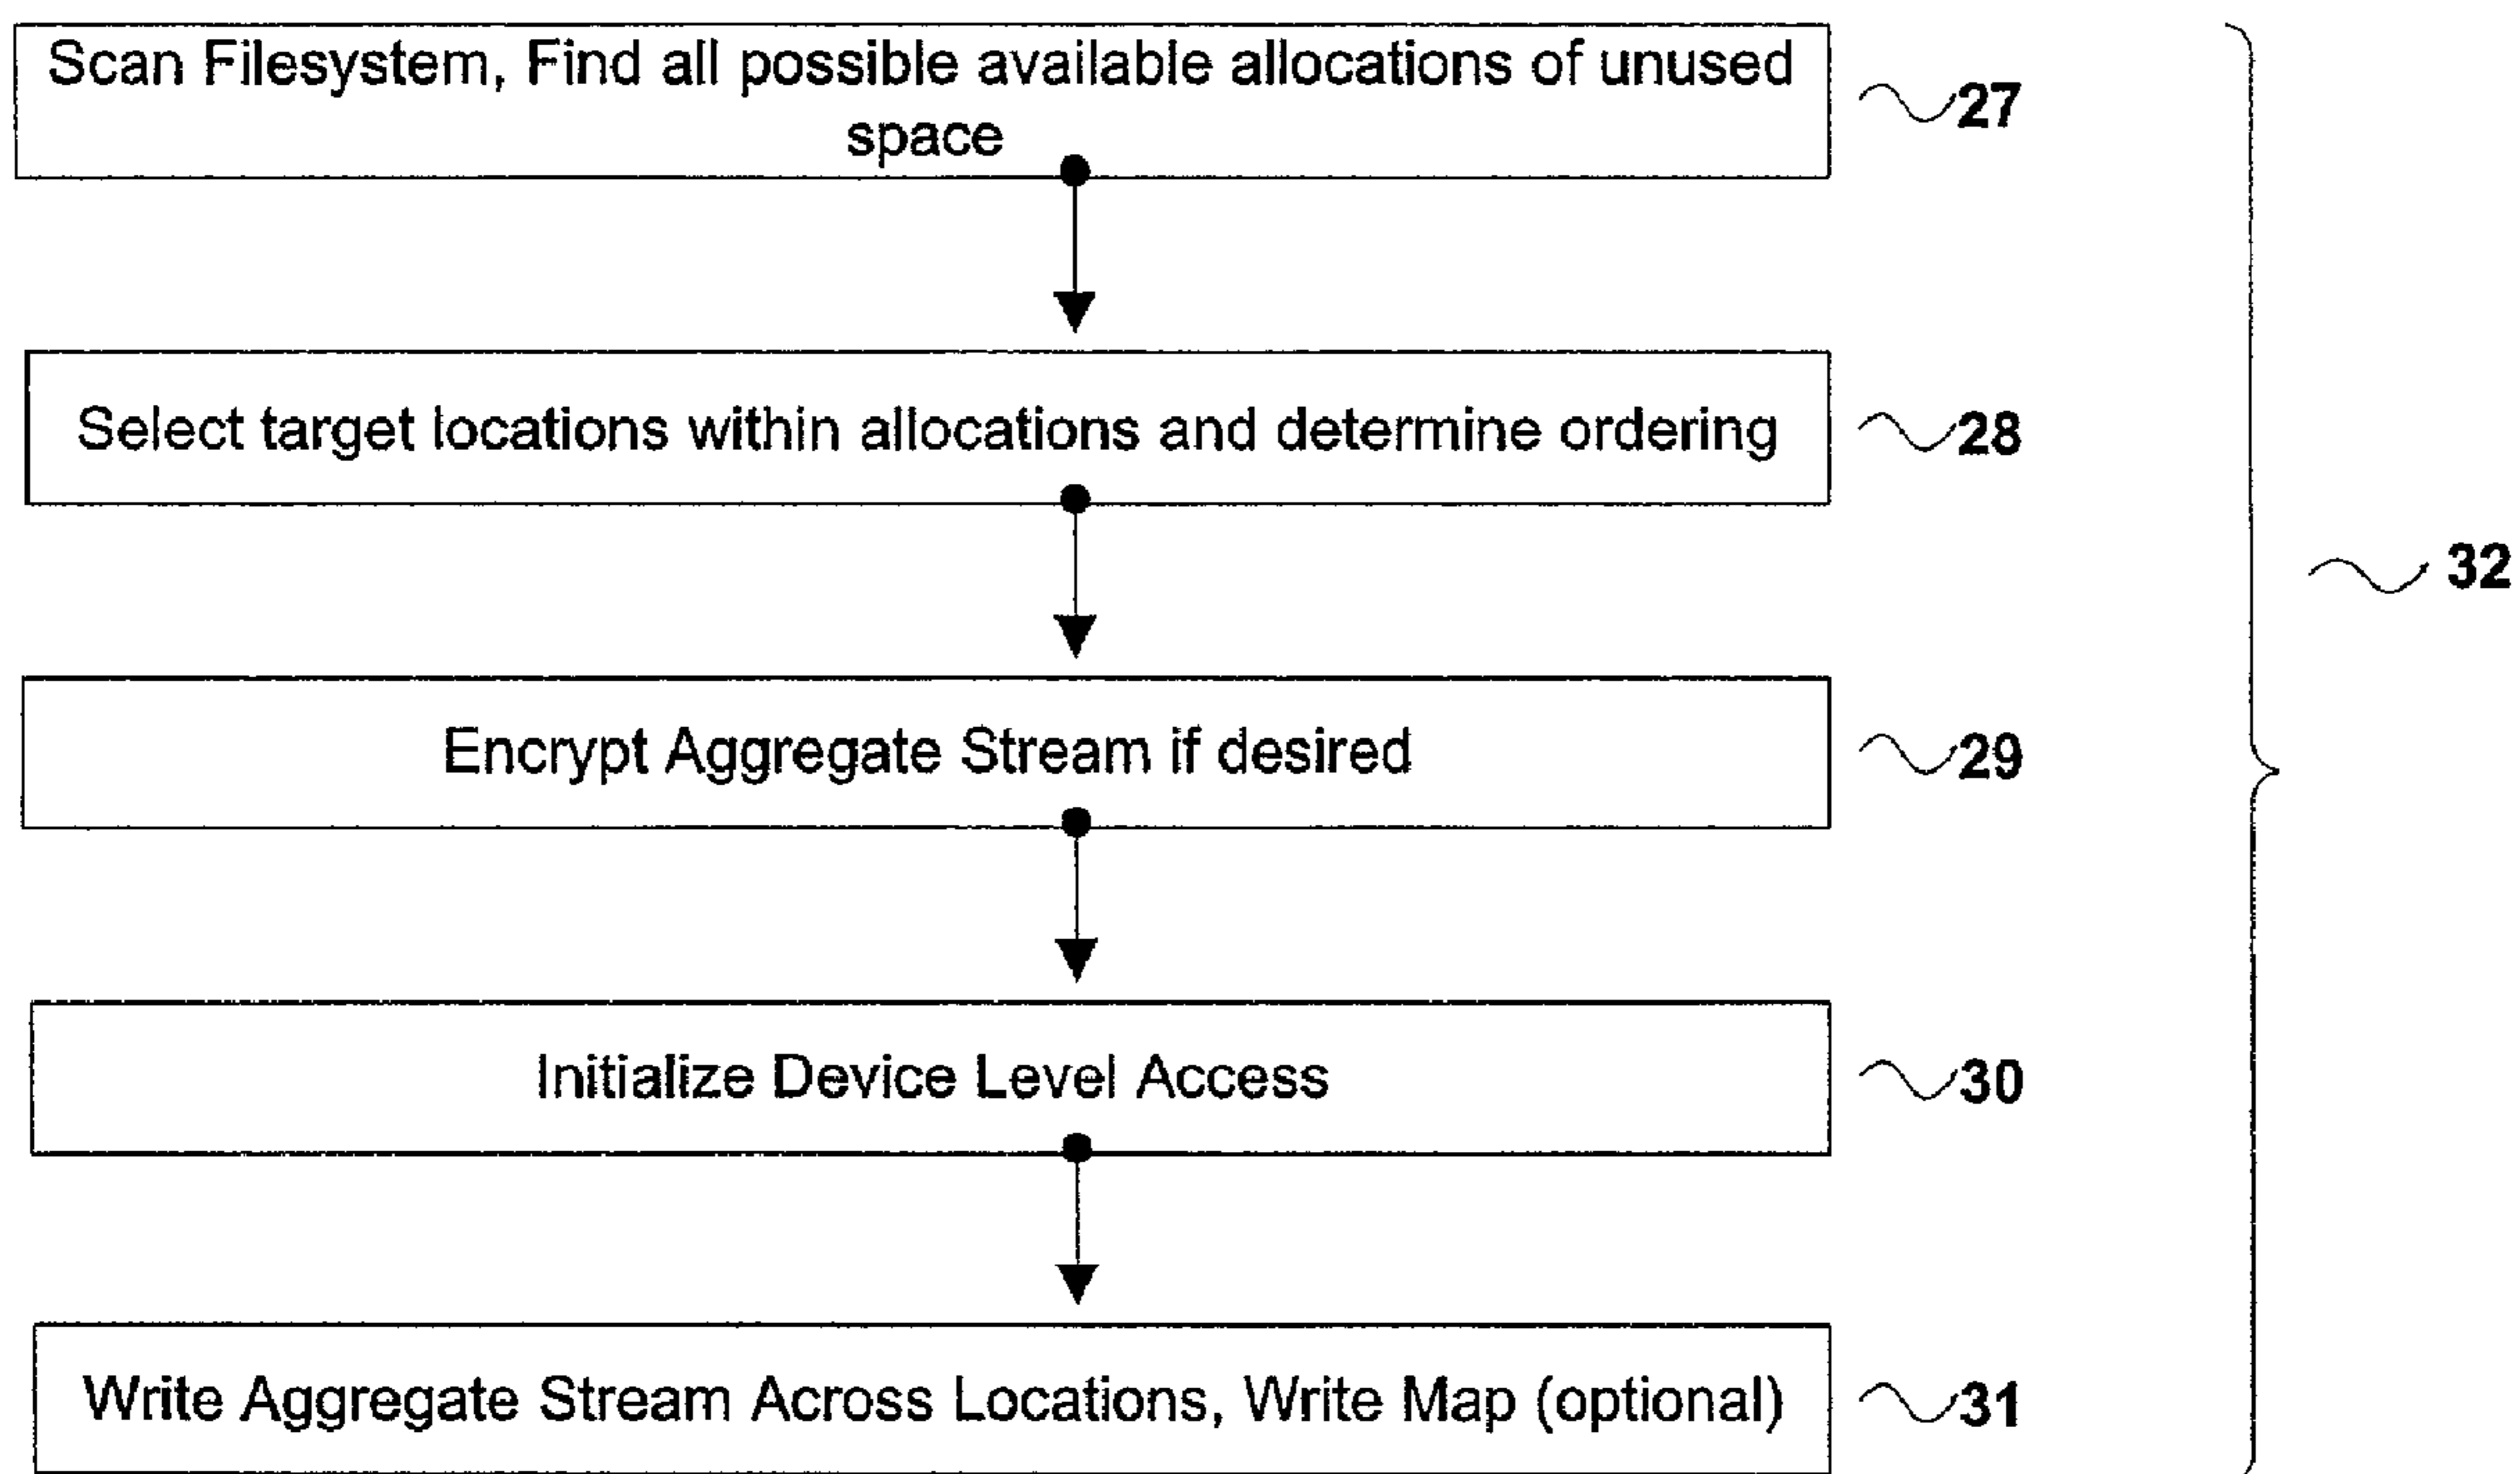 Scan Filesystem, Find all possible available allocations of unused
space
27
Select target locations within allocations and determine ordering
28
32
Encrypt Aggregate Stream if desired
29
Initialize Device Level Access
30
Write Aggregate Stream Across Locations, Write Map (optional)
31